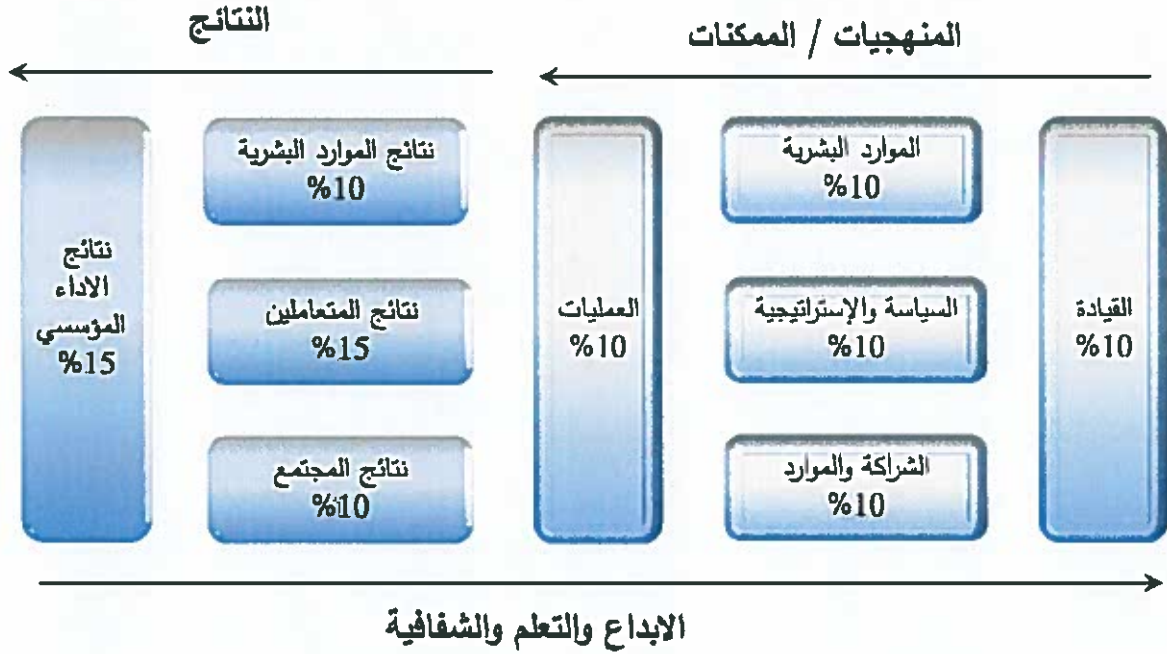 المنهجيات / الممكنات
النتائج
القيادة
%10
الموارد البشرية
%10
السياسة والإستراتيجية
%10
الشراكة والموارد
%10
العمليات
%10
نتائج الموارد البشرية
%10
نتائج المتعاملين
%15
نتائج المجتمع
%10
نتائج
الاداء
المؤسسي
%15
الابداع والتعلم والشفافية